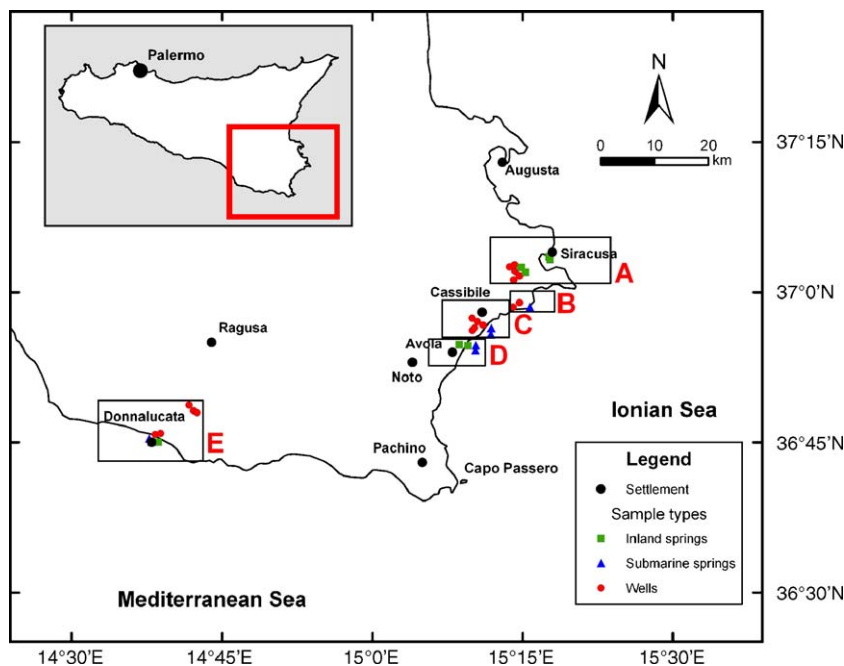 Palermo
N
0 10 20
km
37°15'N
Augusta
Siracusa
A
37°0'N
Cassibile
B
C
Ragusa
Avola
D
Noto
Donnalucata
E
Ionian Sea
36°45'N
Pachino
Capo Passero
Legend
Settlement
Sample types
Inland springs
Submarine springs
Wells
36°30'N
Mediterranean Sea
14°30'E 14°45'E 15°0'E 15°15'E 15°30'E